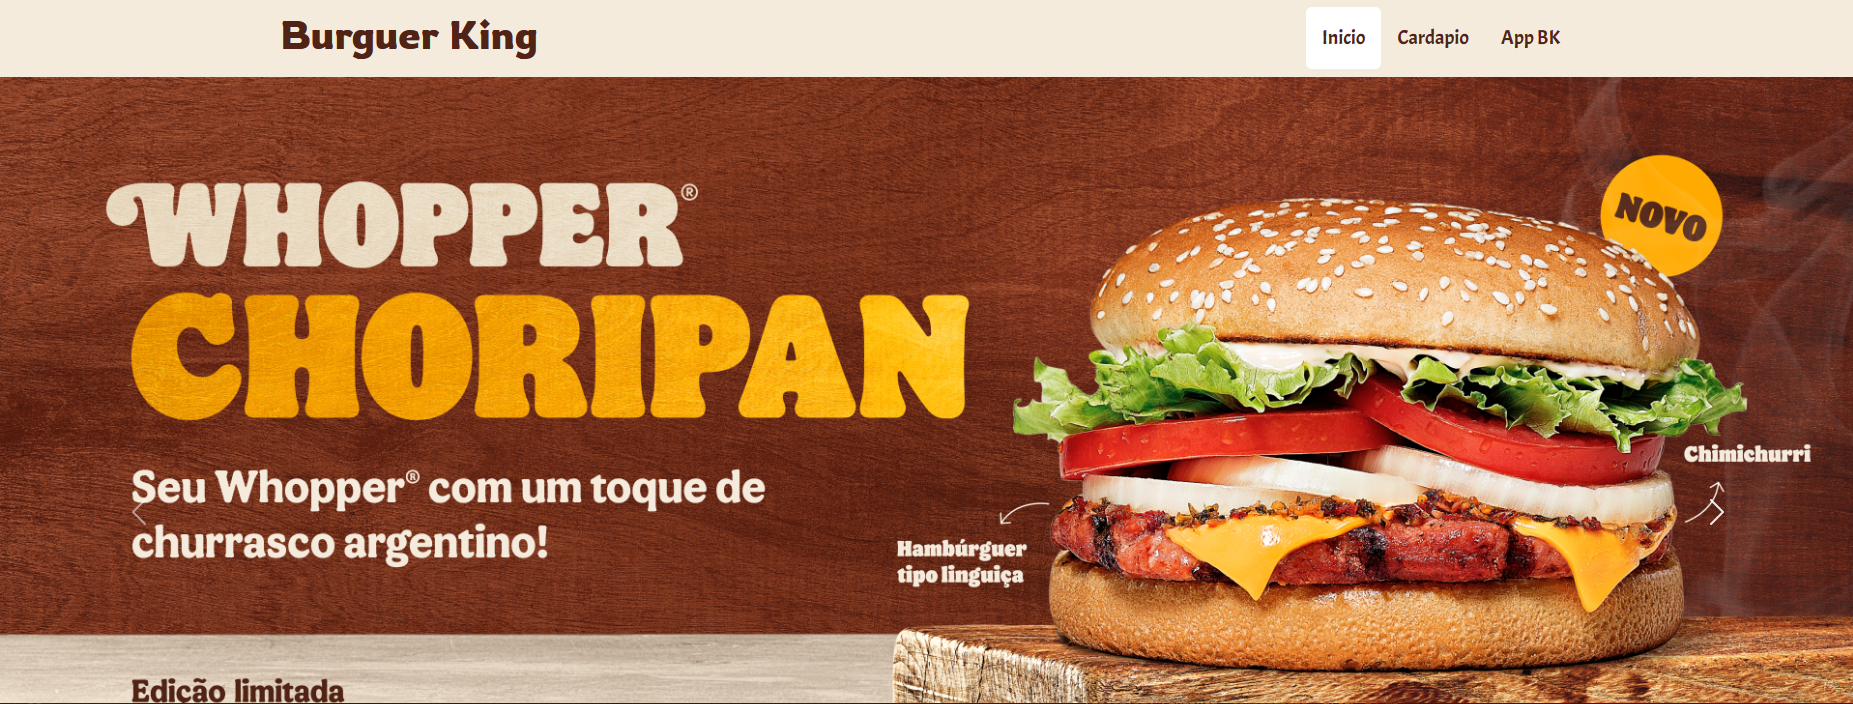 Burguer King
Inicio Cardapio App BK
NOVO
WHOPPER®
CHORIPAN
Seu Whopper® com um toque de
churrasco argentino!
Chimichurri
Hambúrguer
tipo linguiça
Edição limitada